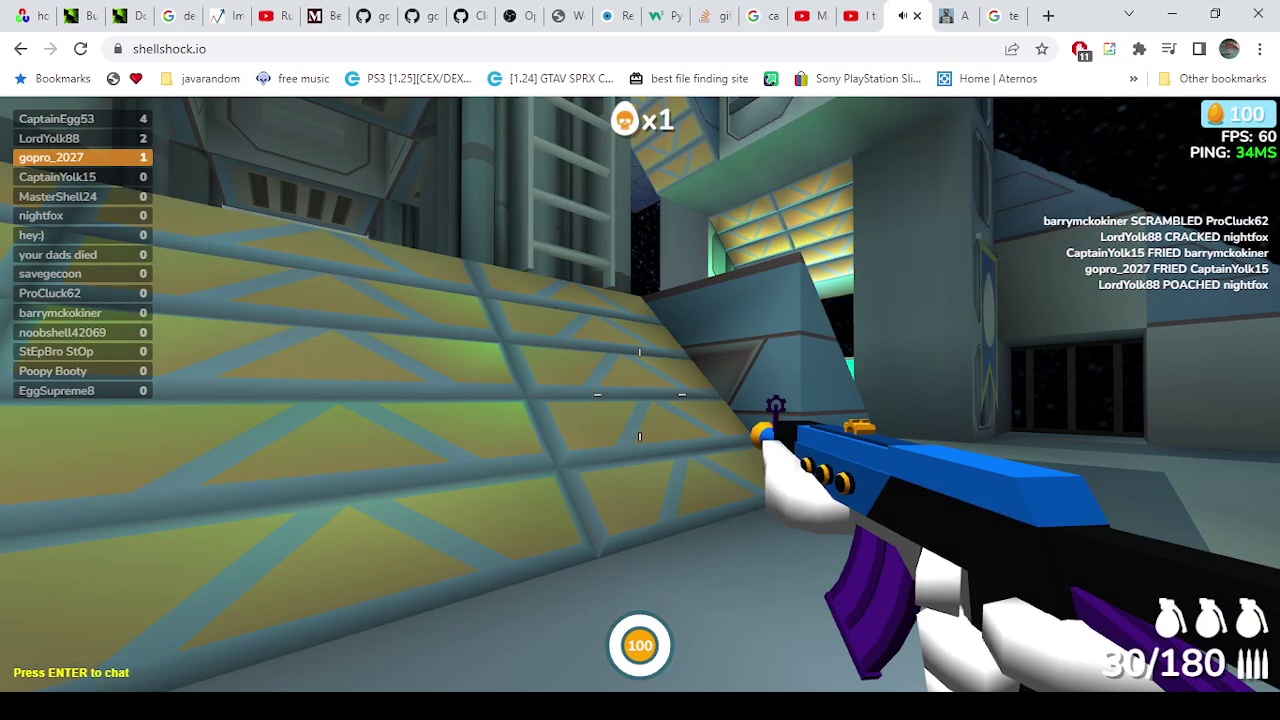 hc
Bu
Dc
de
Im
Ru
Be
gc
gc
Cl
Op
W
Re
Py
git
ca
M
I t
A
te
shellshock.io
11
Bookmarks
javarandom
free music
PS3 [1.25](CEX/DEX...
[1.24] GTAV SPRX C...
best file finding site
Sony PlayStation Sli...
Home | Aternos
»
Other bookmarks
CaptainEgg53 4
LordYolk88 2
gopro_2027 1
CaptainYolk15 0
MasterShell24 0
nightfox 0
hey:) 0
your dads died 0
savegecoon 0
ProCluck62 0
barrymckokiner 0
noobshell42069 0
StEpBro StOp 0
Poopy Booty 0
EggSupreme8 0
x1
100
FPS: 60
PING: 34MS
barrymckokiner SCRAMBLED ProCluck62
LordYolk88 CRACKED nightfox
CaptainYolk15 FRIED barrymckokiner
gopro_2027 FRIED CaptainYolk15
LordYolk88 POACHED nightfox
100
30/180
Press ENTER to chat